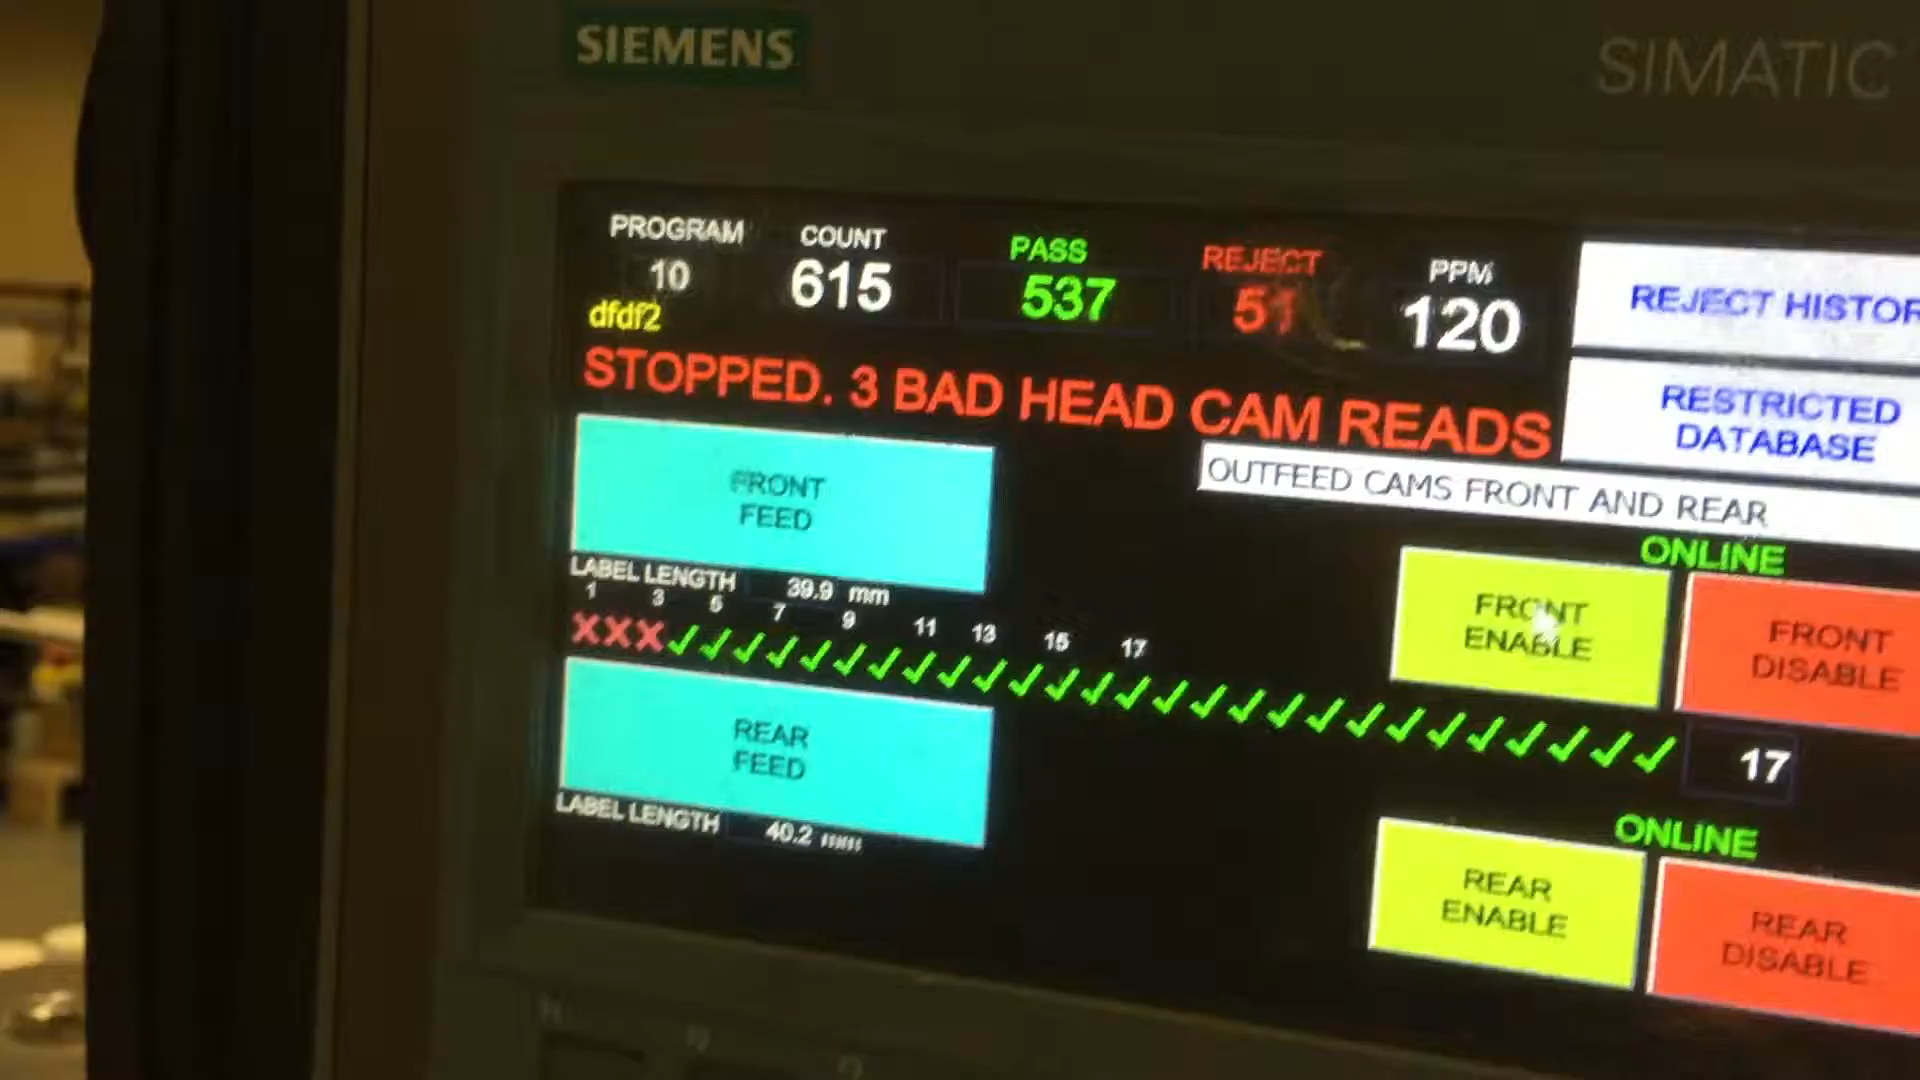 SIEMENS
SIMATIC
PROGRAM
10
dfdf2
COUNT
615
PASS
537
REJECT
51
PPM
120
REJECT HISTOR
STOPPED. 3 BAD HEAD CAM READS
RESTRICTED
DATABASE
OUTFEED CAMS FRONT AND REAR
FRONT
FEED
ONLINE
FRONT
ENABLE
FRONT
DISABLE
LABEL LENGTH 39.9 mm
1 3 5 7 9 11 13 15 17
XXX✓✓✓✓✓✓✓✓✓✓✓✓✓✓✓✓✓✓✓✓✓✓✓✓✓✓✓
17
REAR
FEED
LABEL LENGTH 40.2 mm
ONLINE
REAR
ENABLE
REAR
DISABLE